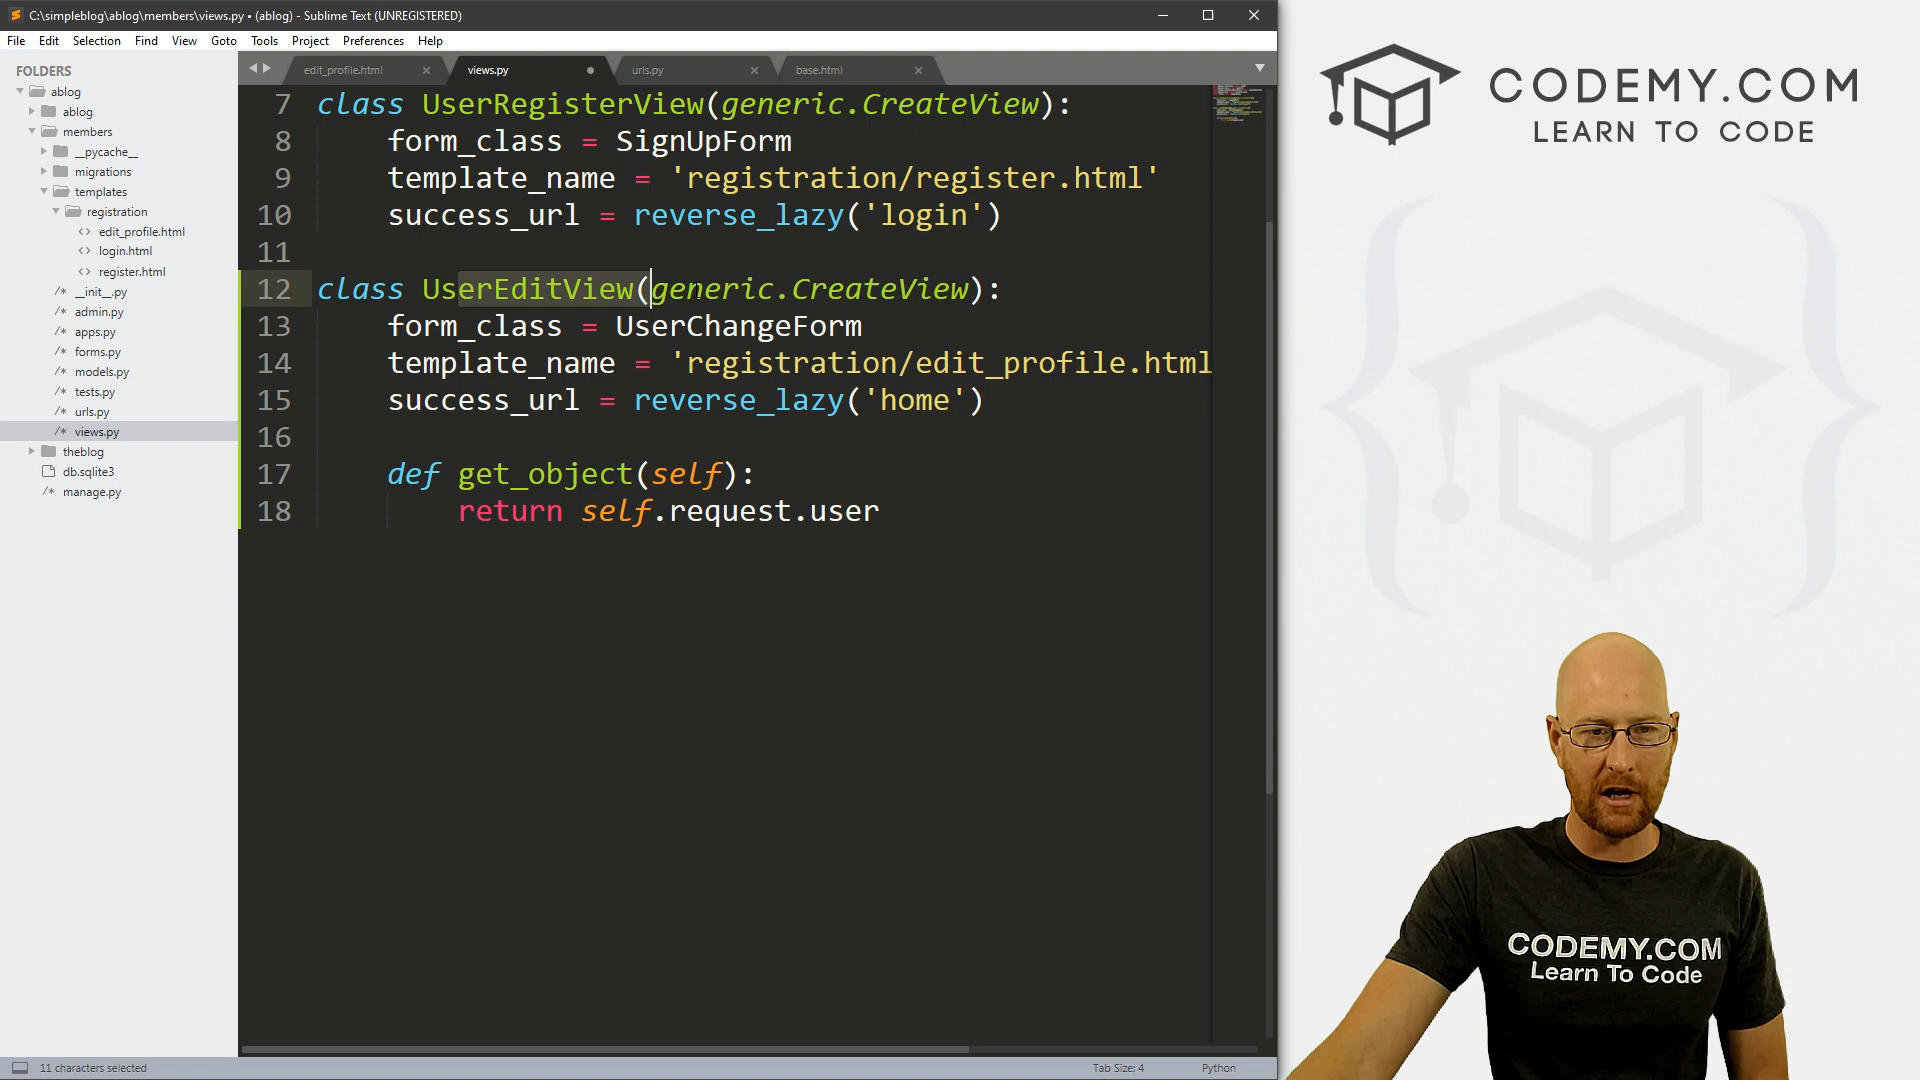 C:\simpleblog\ablog\members\views.py • (ablog) - Sublime Text (UNREGISTERED)
File Edit Selection Find View Goto Tools Project Preferences Help
FOLDERS
ablog
ablog
members
__pycache__
migrations
templates
registration
edit_profile.html
login.html
register.html
__init__.py
admin.py
apps.py
forms.py
models.py
tests.py
urls.py
views.py
theblog
db.sqlite3
manage.py
edit_profile.html views.py urls.py base.html
7 class UserRegisterView(generic.CreateView):
8 form_class = SignUpForm
9 template_name = 'registration/register.html'
10 success_url = reverse_lazy('login')
11
12 class UserEditView(generic.CreateView):
13 form_class = UserChangeForm
14 template_name = 'registration/edit_profile.html
15 success_url = reverse_lazy('home')
16
17 def get_object(self):
18 return self.request.user
11 characters selected
Tab Size: 4
Python
CODEMY.COM
LEARN TO CODE
CODEMY.COM
Learn To Code